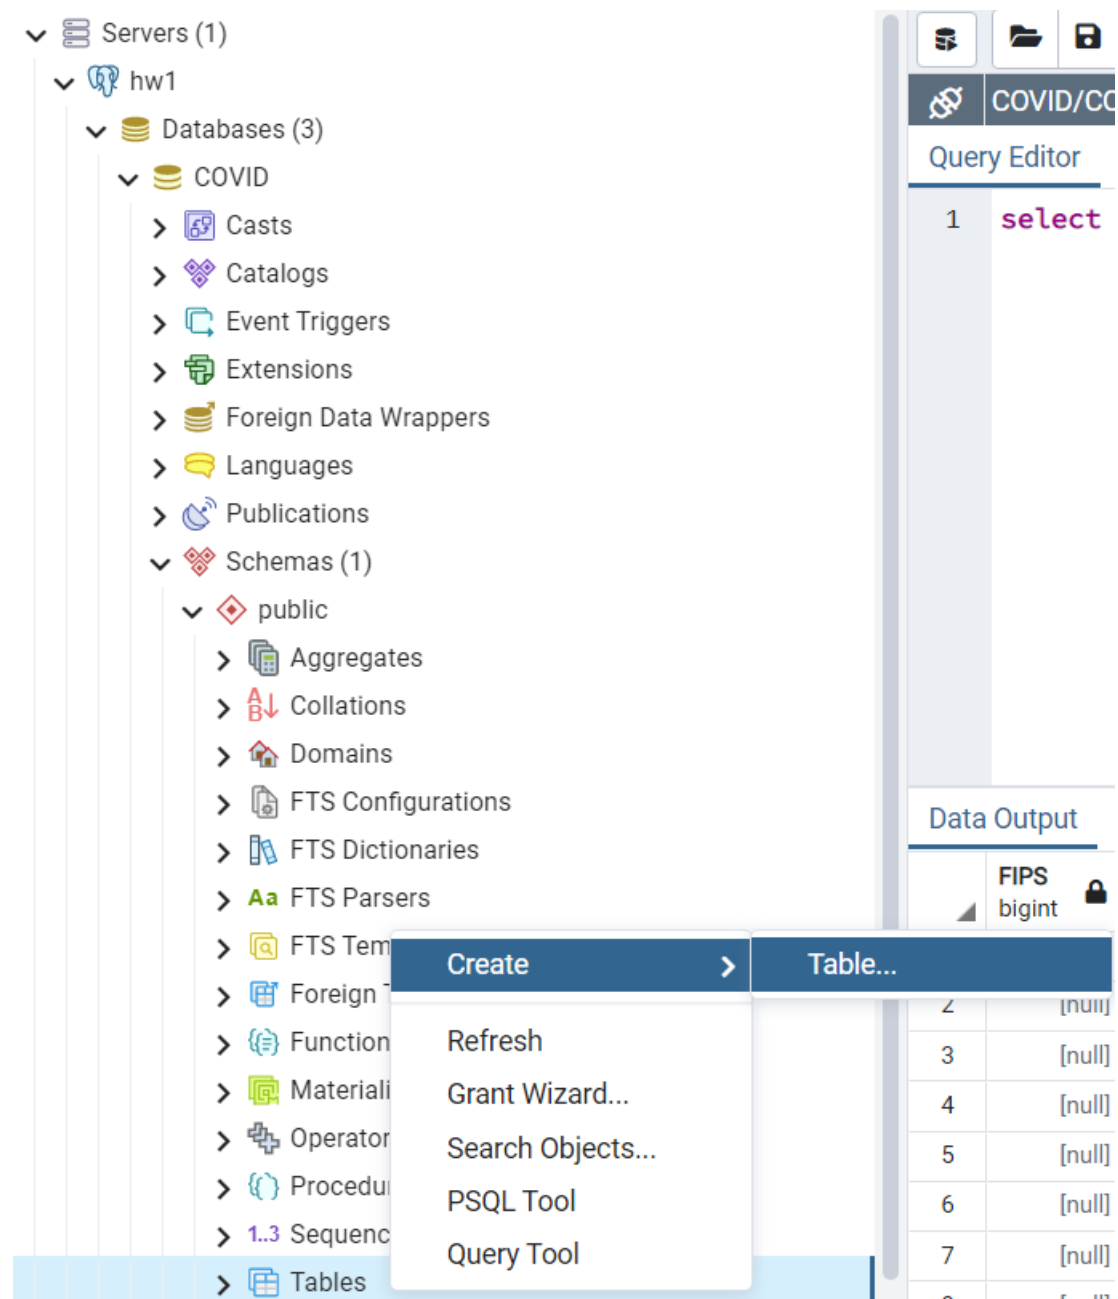 Servers (1)
hw1
Databases (3)
COVID
Casts
Catalogs
Event Triggers
Extensions
Foreign Data Wrappers
Languages
Publications
Schemas (1)
public
Aggregates
Collations
Domains
FTS Configurations
FTS Dictionaries
Aa FTS Parsers
FTS Tem
Foreign
Function
Materiali
Operator
Procedu
1..3 Sequenc
Tables
Create
Table...
Refresh
Grant Wizard...
Search Objects...
PSQL Tool
Query Tool
COVID/CO
Query Editor
1 select
Data Output
FIPS
bigint
2 [null]
3 [null]
4 [null]
5 [null]
6 [null]
7 [null]